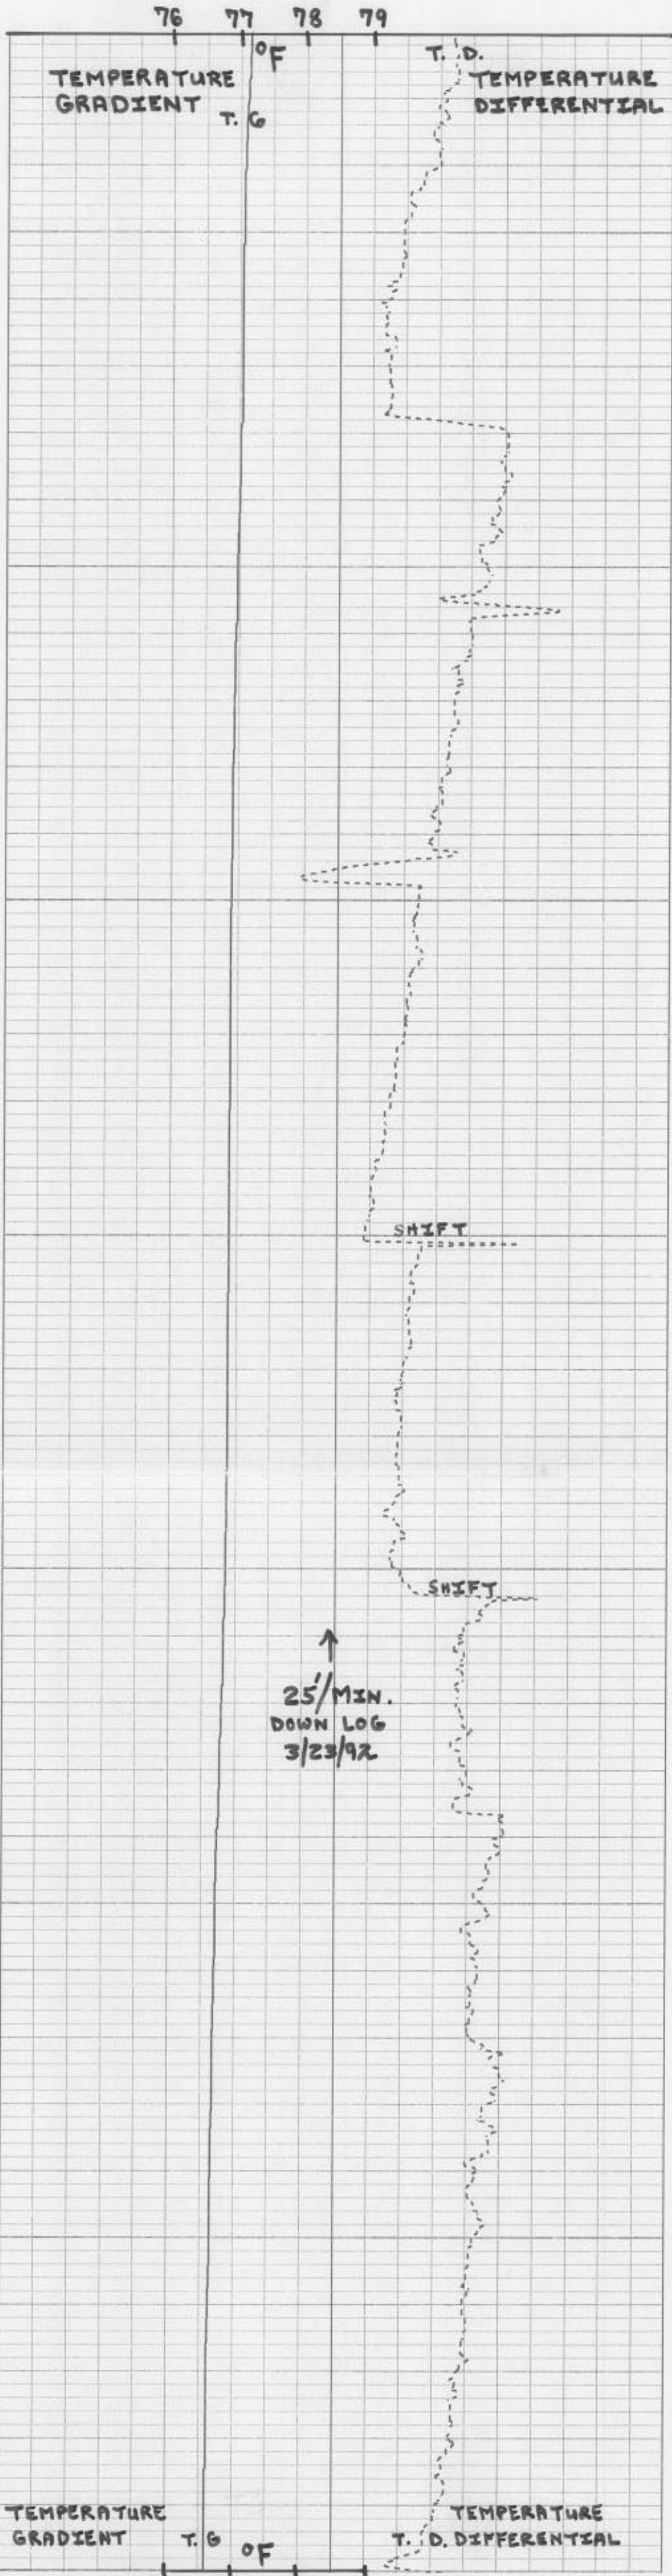 76 77 78 79
°F
T. D.
TEMPERATURE
GRADIENT
T. G
TEMPERATURE
DIFFERENTIAL
SHIFT
SHIFT
25'/MIN.
DOWN LOG
3/23/92
TEMPERATURE
GRADIENT
T. G
°F
T. D.
TEMPERATURE
DIFFERENTIAL